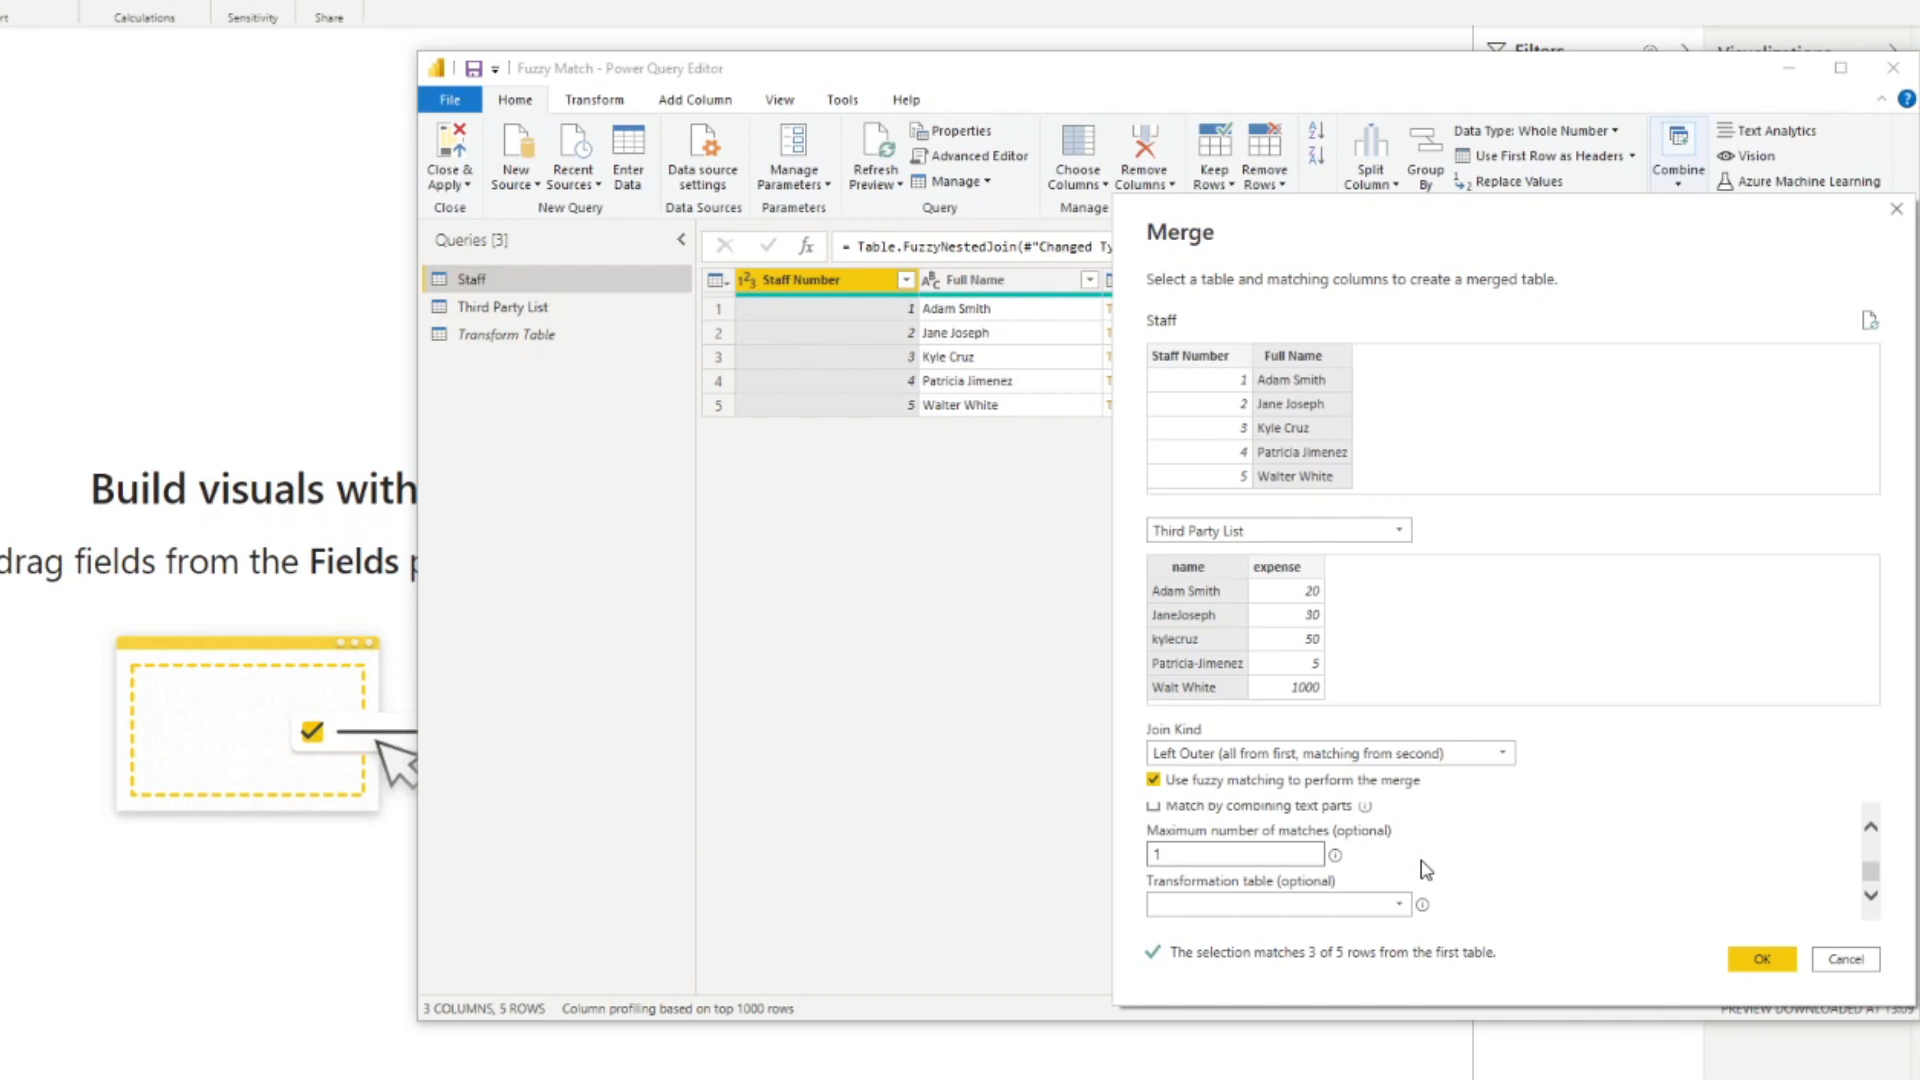 Calculations
Sensitivity
Share
Filters
Visualizations
Fuzzy Match - Power Query Editor
File
Home
Transform
Add Column
View
Tools
Help
Close &
Apply
New
Source
Recent
Sources
Enter
Data
Data source
settings
Manage
Parameters
Refresh
Preview
Properties
Advanced Editor
Manage
Choose
Columns
Remove
Columns
Keep
Rows
Remove
Rows
Split
Column
Group
By
Data Type: Whole Number
Use First Row as Headers
Replace Values
Combine
Text Analytics
Vision
Azure Machine Learning
Close
New Query
Data Sources
Parameters
Query
Manage
Queries [3]
Staff
Third Party List
Transform Table
= Table.FuzzyNestedJoin(#"Changed Ty
Staff Number
Full Name
1 1 Adam Smith
2 2 Jane Joseph
3 3 Kyle Cruz
4 4 Patricia Jimenez
5 5 Walter White
Merge
Select a table and matching columns to create a merged table.
Staff
Staff Number Full Name
1 Adam Smith
2 Jane Joseph
3 Kyle Cruz
4 Patricia Jimenez
5 Walter White
Third Party List
name expense
Adam Smith 20
JaneJoseph 30
kylecruz 50
Patricia-Jimenez 5
Walt White 1000
Join Kind
Left Outer (all from first, matching from second)
Use fuzzy matching to perform the merge
Match by combining text parts
Maximum number of matches (optional)
1
Transformation table (optional)
The selection matches 3 of 5 rows from the first table.
OK
Cancel
Build visuals with
drag fields from the Fields
3 COLUMNS, 5 ROWS
Column profiling based on top 1000 rows
PREVIEW DOWNLOADED AT 13:09